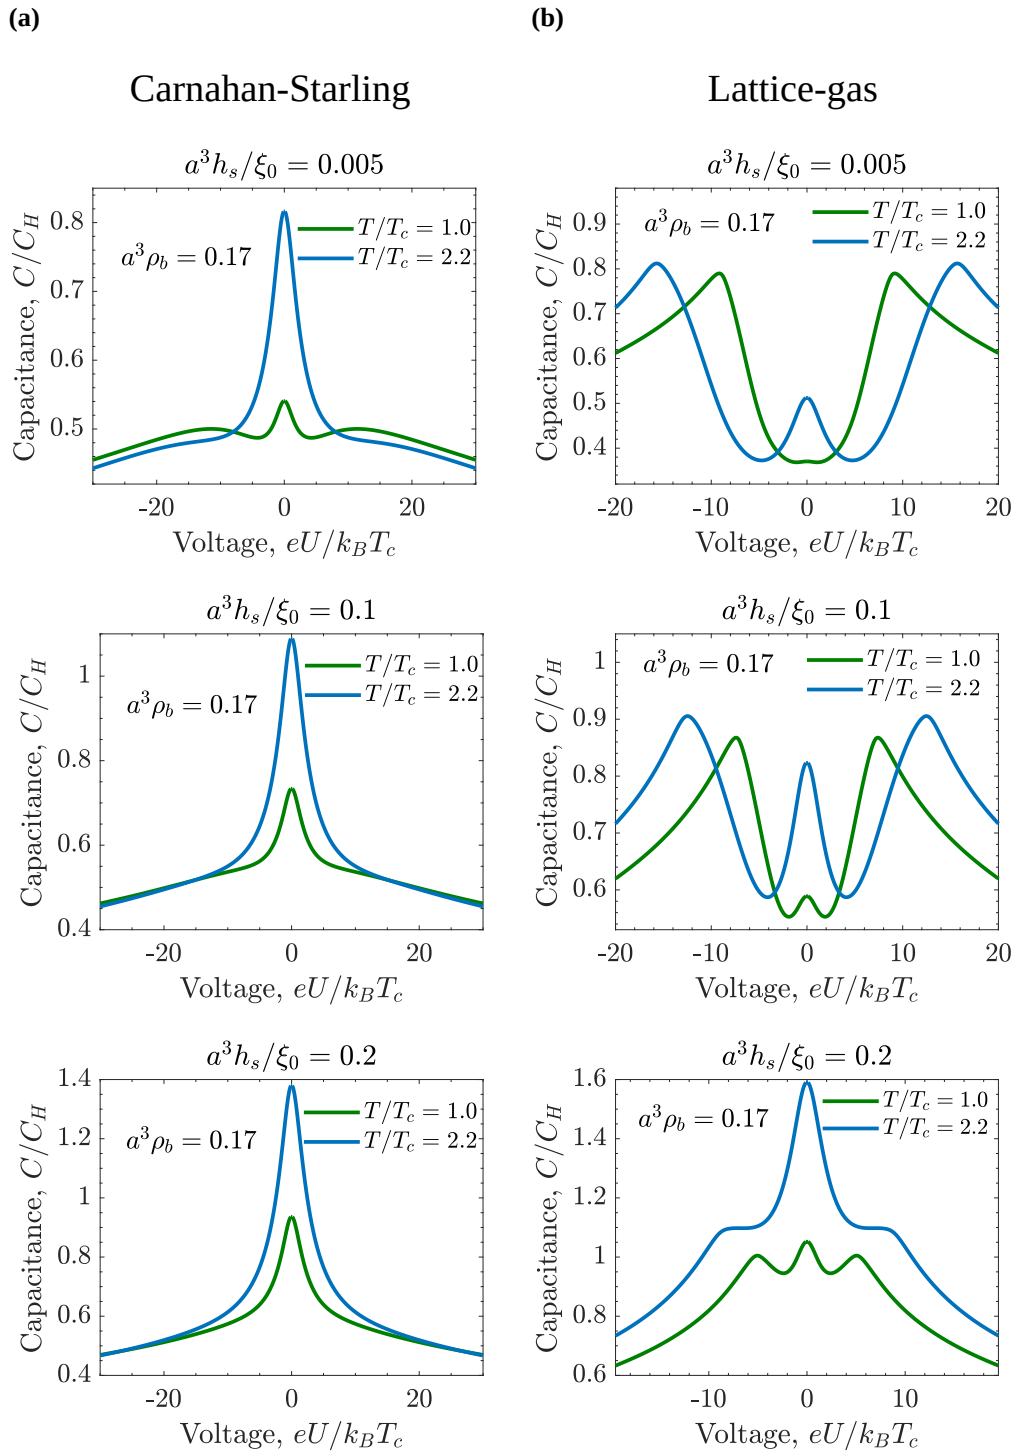 (a)
Carnahan-Starling
a³hₛ/ξ₀ = 0.005
Capacitance, C/C_H
0.8
0.7
0.6
0.5
a³ρ_b = 0.17
T/T_c = 1.0
T/T_c = 2.2
-20 0 20
Voltage, eU/k_BT_c
a³hₛ/ξ₀ = 0.1
Capacitance, C/C_H
1
0.8
0.6
0.4
a³ρ_b = 0.17
T/T_c = 1.0
T/T_c = 2.2
-20 0 20
Voltage, eU/k_BT_c
a³hₛ/ξ₀ = 0.2
Capacitance, C/C_H
1.4
1.2
1
0.8
0.6
0.4
a³ρ_b = 0.17
T/T_c = 1.0
T/T_c = 2.2
-20 0 20
Voltage, eU/k_BT_c
(b)
Lattice-gas
a³hₛ/ξ₀ = 0.005
Capacitance, C/C_H
0.9
0.8
0.7
0.6
0.5
0.4
a³ρ_b = 0.17
T/T_c = 1.0
T/T_c = 2.2
-20 -10 0 10 20
Voltage, eU/k_BT_c
a³hₛ/ξ₀ = 0.1
Capacitance, C/C_H
1
0.9
0.8
0.7
0.6
a³ρ_b = 0.17
T/T_c = 1.0
T/T_c = 2.2
-20 -10 0 10 20
Voltage, eU/k_BT_c
a³hₛ/ξ₀ = 0.2
Capacitance, C/C_H
1.6
1.4
1.2
1
0.8
0.6
a³ρ_b = 0.17
T/T_c = 1.0
T/T_c = 2.2
-10 0 10
Voltage, eU/k_BT_c